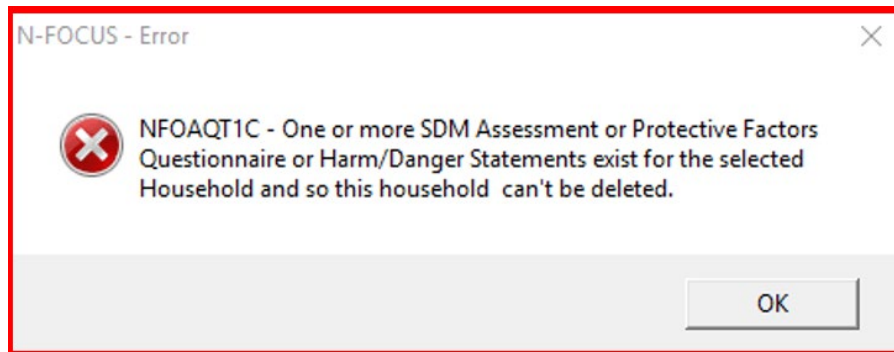 N-FOCUS - Error
NFOAQT1C - One or more SDM Assessment or Protective Factors
Questionnaire or Harm/Danger Statements exist for the selected
Household and so this household  can't be deleted.
OK